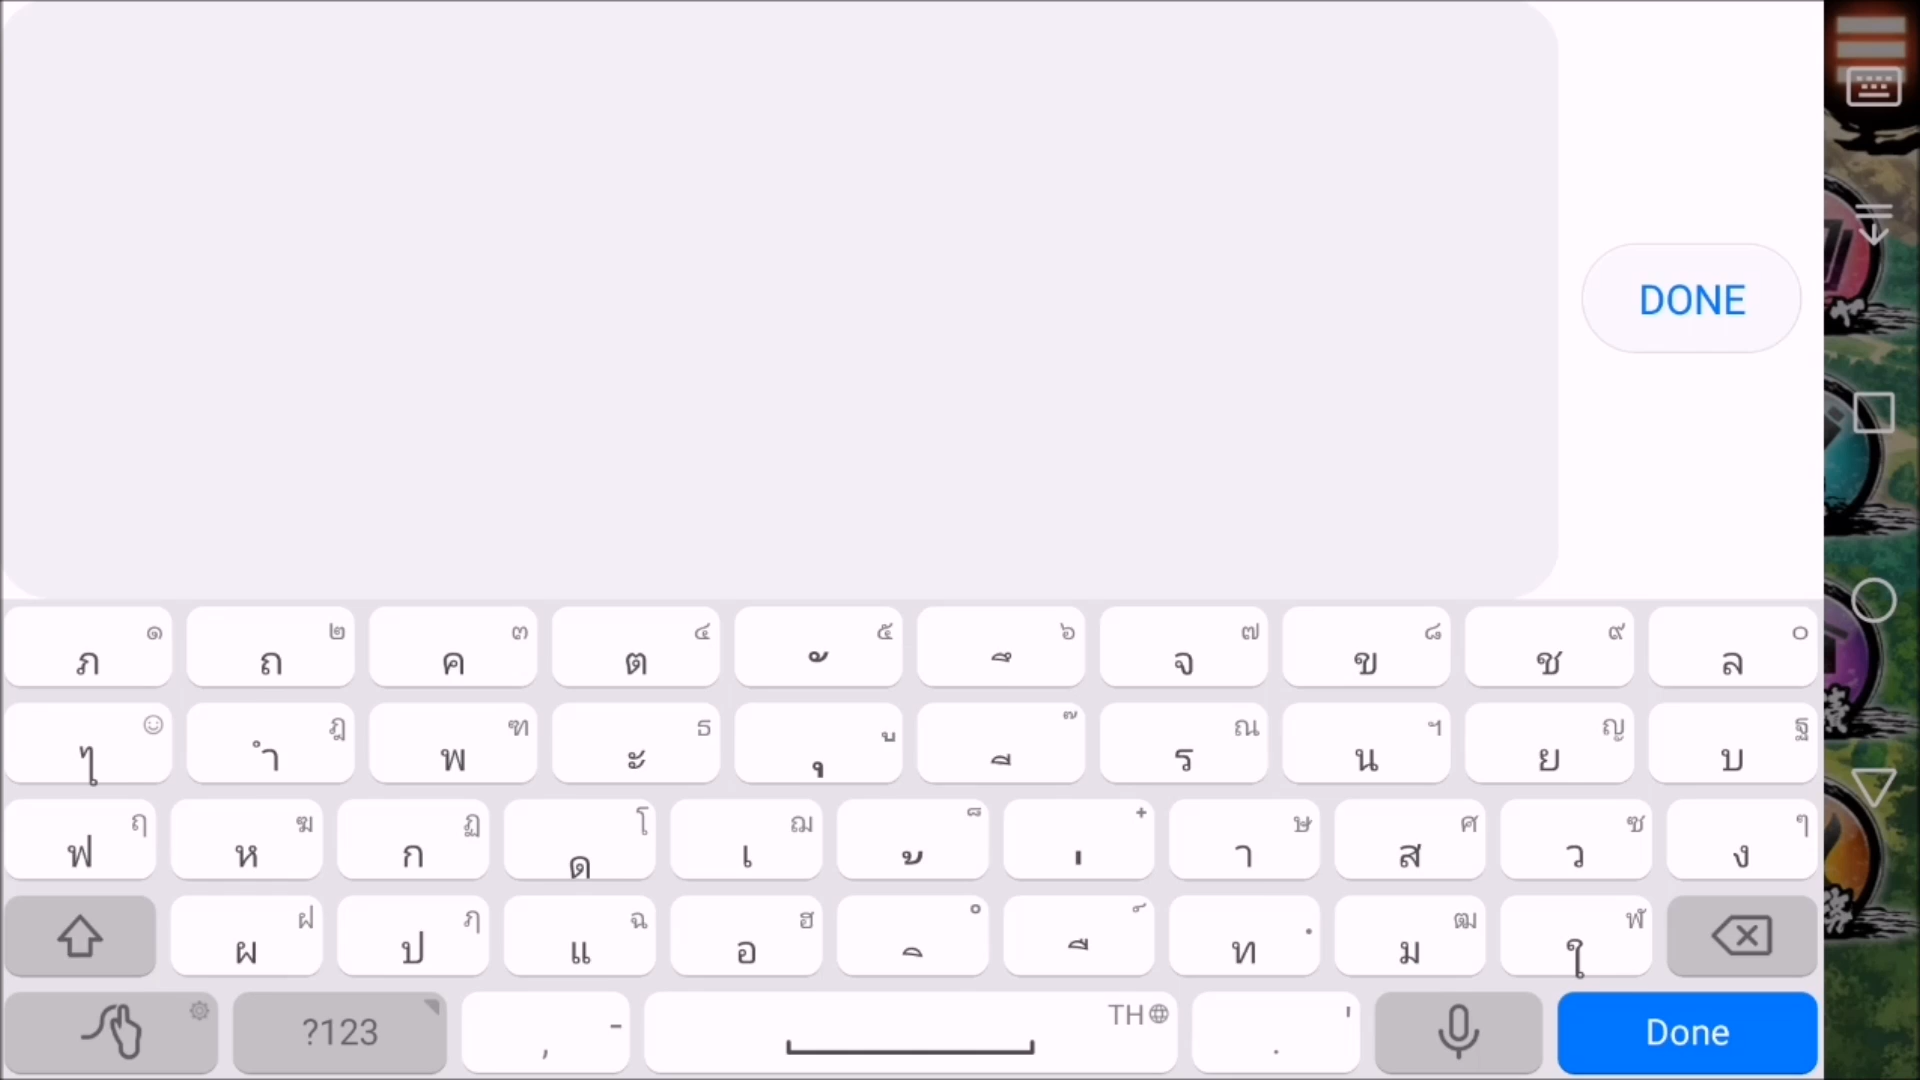 DONE
ภ ๑ ถ ๒ ค ๓ ต ๔ ั ๕ ึ ๖ จ ๗ ข ๘ ช ๙ ล ๐
ไ ำ ฎ พ ฑ ะ ธ ุ ู ี ๊ ร ณ น ฯ ย ญ บ ฐ
ฟ ฤ ห ฆ ก ฏ ด โ เ ฌ ้ ็ ่ ๋ า ษ ส ศ ว ซ ง ๆ
ผ ฝ ป ฦ แ ฉ อ ฮ ิ ํ ื ์ ท . ม ฒ ใ ฬ
?123 , - TH . ' Done